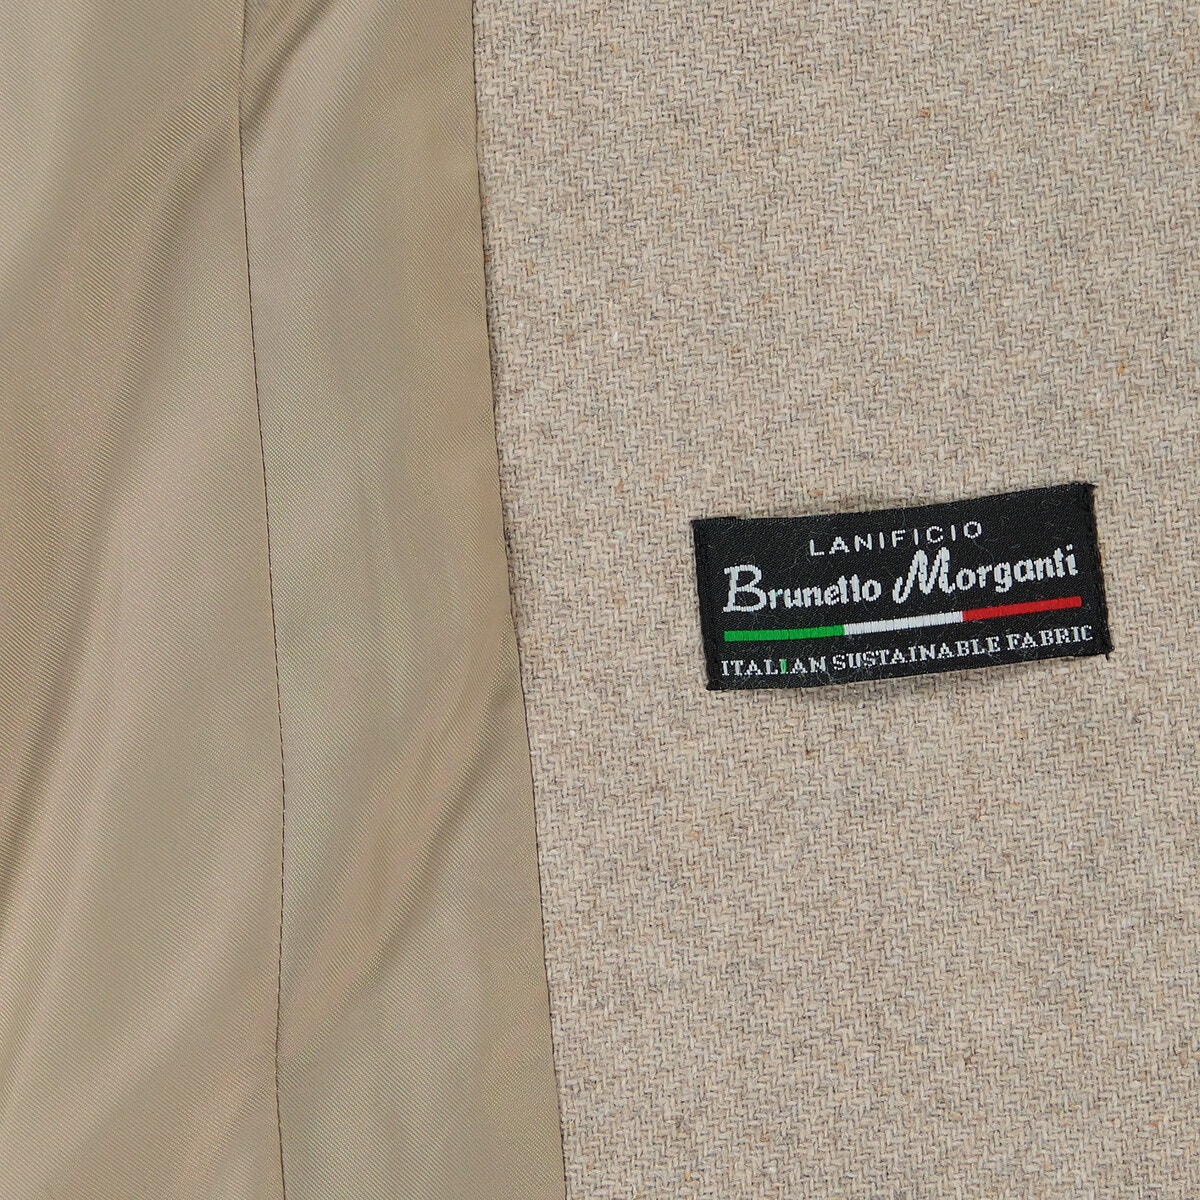 LANIFICIO
Brunetto Morganti
ITALIAN SUSTAINABLE FABRIC